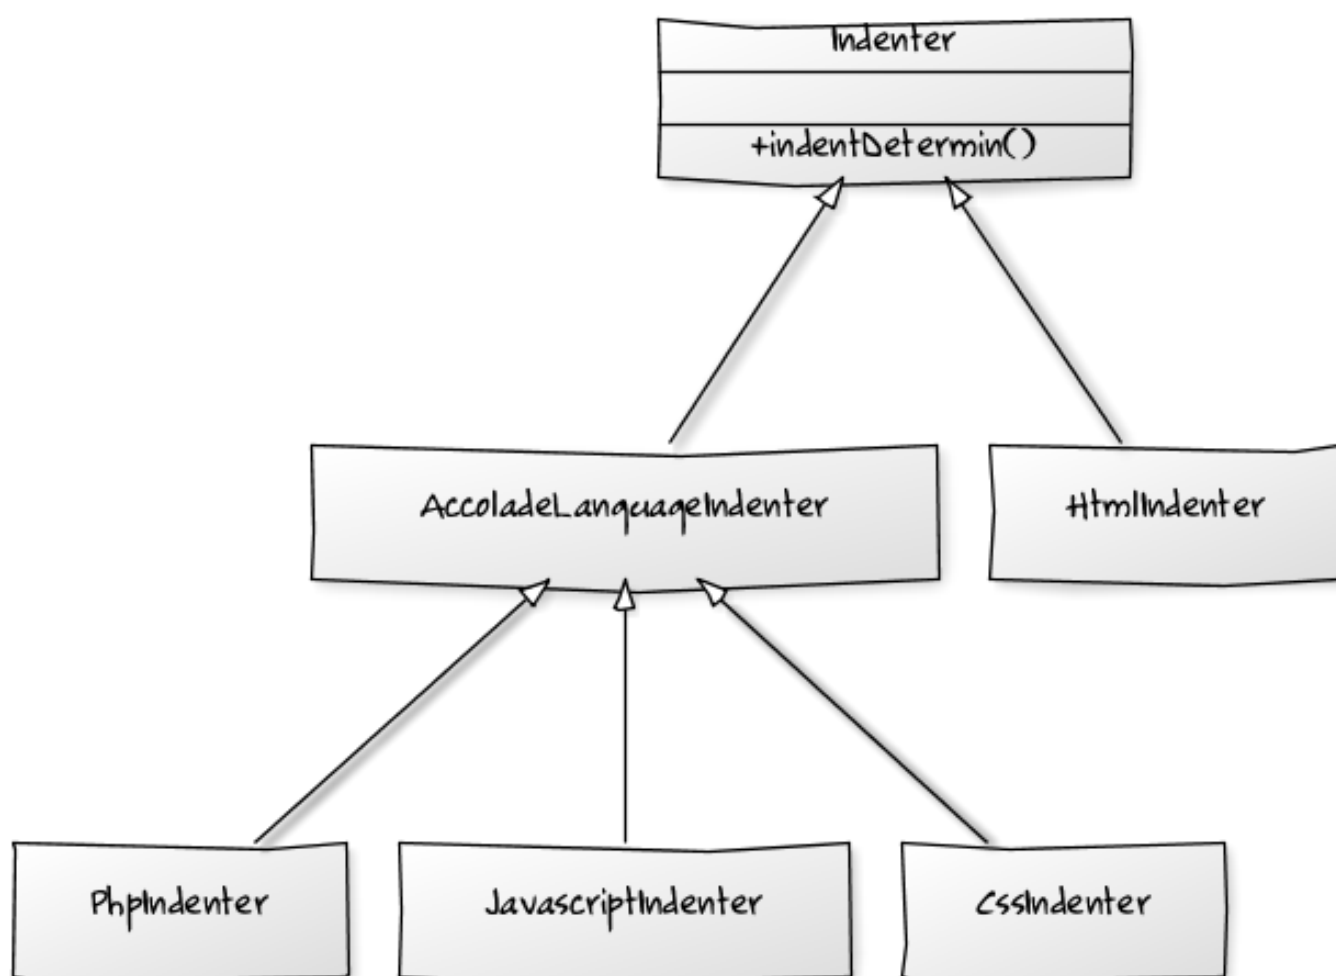 Indenter
+indentDetermin()
AccoladeLanguageIndenter
HtmlIndenter
PhpIndenter
JavascriptIndenter
CssIndenter